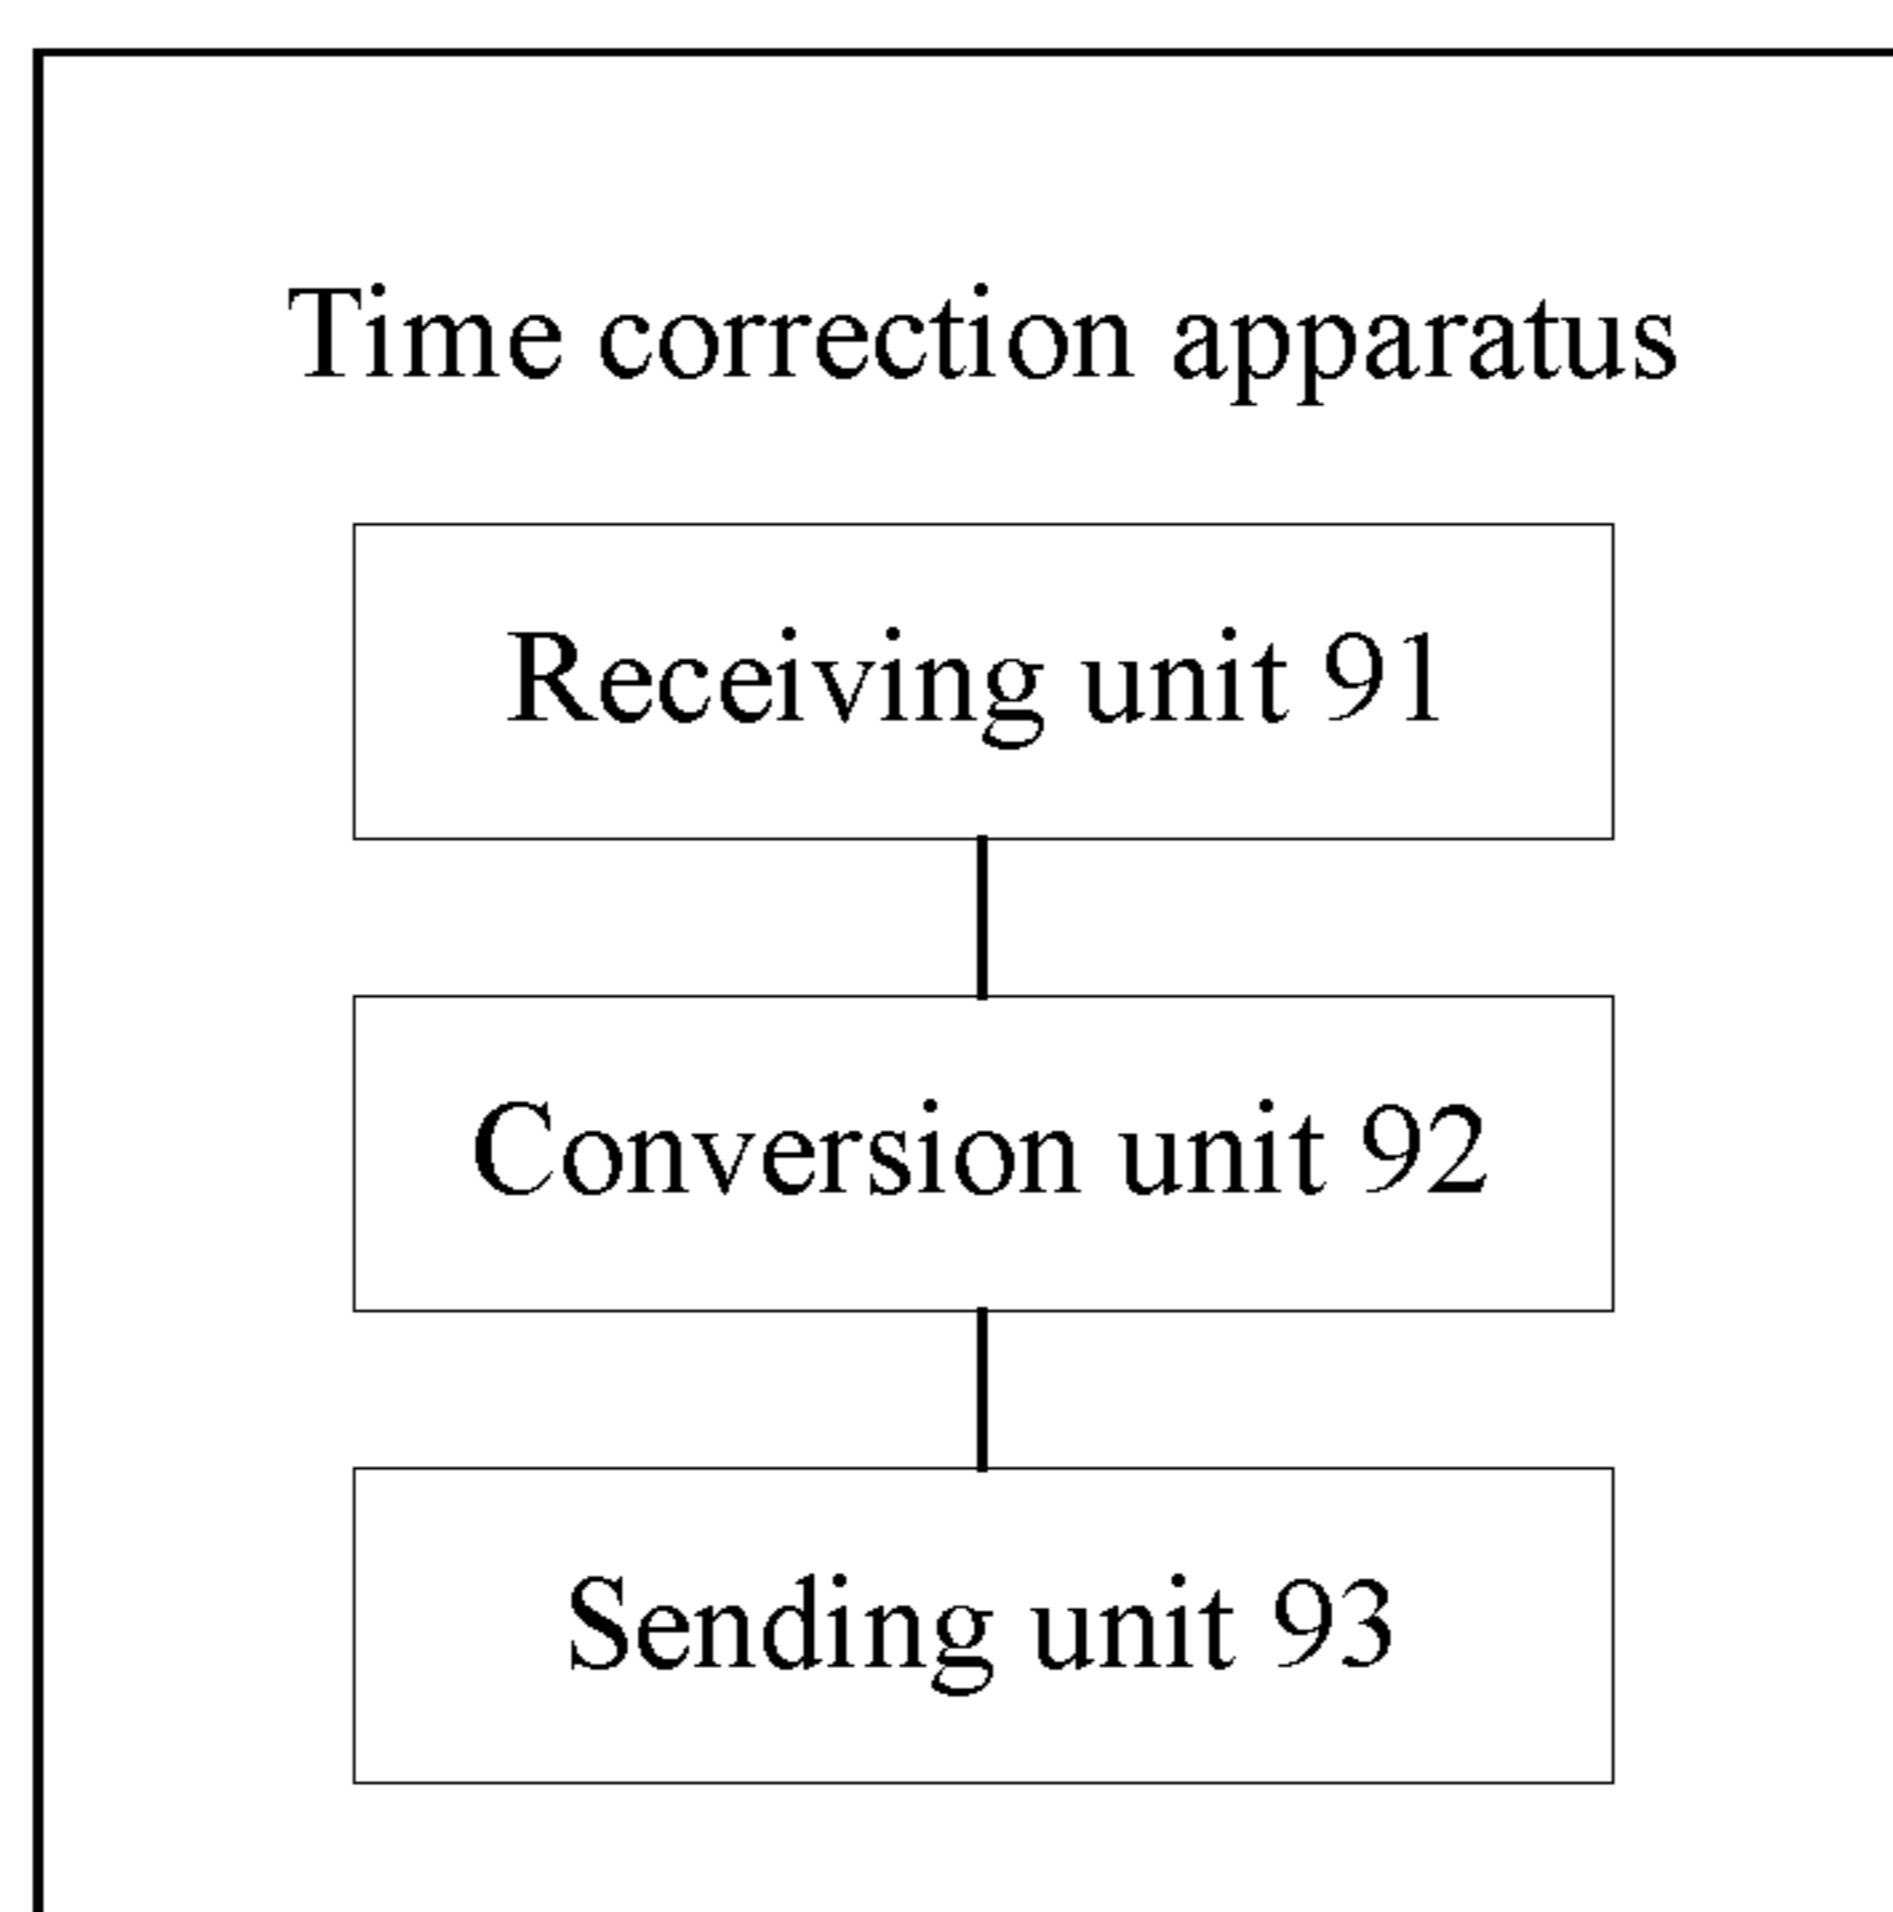 Time correction apparatus
Receiving unit 91
Conversion unit 92
Sending unit 93